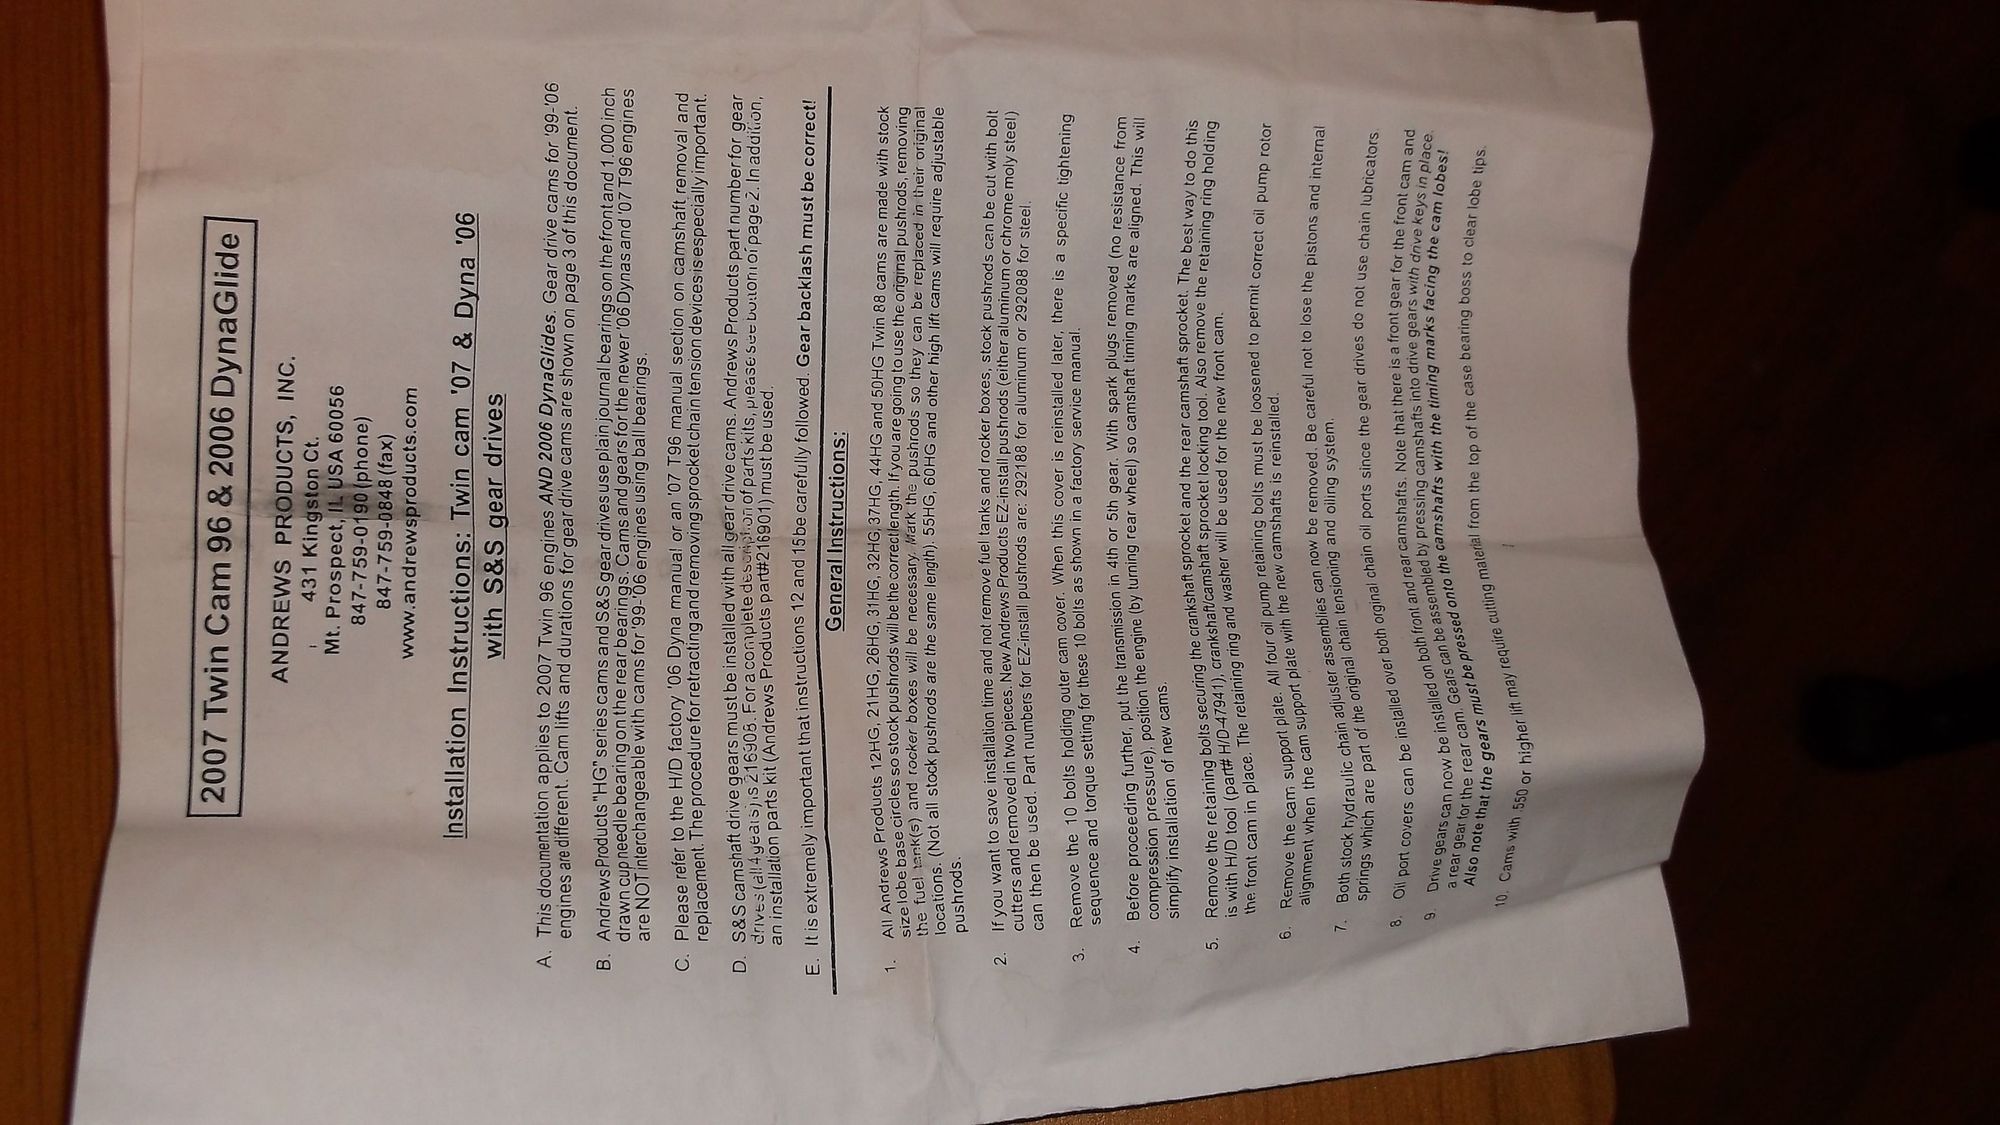 2007 Twin Cam 96 & 2006 DynaGlide
ANDREWS PRODUCTS, INC.
431 Kingston Ct.
Mt. Prospect, IL USA 60056
847-759-0190 (phone)
847-759-0848 (fax)
www.andrewsproducts.com
Installation Instructions: Twin cam '07 & Dyna '06
with S&S gear drives
A. This documentation applies to 2007 Twin 96 engines AND 2006 DynaGlides. Gear drive cams for '99-'06
engines are different. Cam lifts and durations for gear drive cams are shown on page 3 of this document.
B. Andrews Products "HG" series cams and S&S gear drives use plain journal bearings on the front and 1.000 inch
drawn cup needle bearing on the rear bearings. Cams and gears for the newer '06 Dynas and '07 T96 engines
are NOT interchangeable with cams for '99-'06 engines using ball bearings.
C. Please refer to the H/D factory '06 Dyna manual or an '07 T96 manual section on camshaft removal and
replacement. The procedure for retracting and removing sprocket chain tension devices is especially important.
D. S&S camshaft drive gears must be installed with all gear drive cams. Andrews Products part number for gear
drives (all 4 gears) is 216908. For a complete description of parts kits, please see bottom of page 2. In addition,
an installation parts kit (Andrews Products part# 216901) must be used.
E. It is extremely important that instructions 12 and 15 be carefully followed. Gear backlash must be correct!
General Instructions:
1. All Andrews Products 12HG, 21HG, 26HG, 31HG, 32HG, 37HG, 44HG and 50HG Twin 88 cams are made with stock
size lobe base circles so stock pushrods will be the correct length. If you are going to use the original pushrods, removing
the fuel tank(s) and rocker boxes will be necessary. Mark the pushrods so they can be replaced in their original
locations. (Not all stock pushrods are the same length). 55HG, 60HG and other high lift cams will require adjustable
pushrods.
2. If you want to save installation time and not remove fuel tanks and rocker boxes, stock pushrods can be cut with bolt
cutters and removed in two pieces. New Andrews Products EZ-install pushrods (either aluminum or chrome moly steel)
can then be used. Part numbers for EZ-install pushrods are: 292188 for aluminum or 292088 for steel.
3. Remove the 10 bolts holding outer cam cover. When this cover is reinstalled later, there is a specific tightening
sequence and torque setting for these 10 bolts as shown in a factory service manual.
4. Before proceeding further, put the transmission in 4th or 5th gear. With spark plugs removed (no resistance from
compression pressure), position the engine (by turning rear wheel) so camshaft timing marks are aligned. This will
simplify installation of new cams.
5. Remove the retaining bolts securing the crankshaft sprocket and the rear camshaft sprocket. The best way to do this
is with H/D tool (part# H/D-47941), crankshaft/camshaft sprocket locking tool. Also remove the retaining ring holding
the front cam in place. The retaining ring and washer will be used for the new front cam.
6. Remove the cam support plate. All four oil pump retaining bolts must be loosened to permit correct oil pump rotor
alignment when the cam support plate with the new camshafts is reinstalled.
7. Both stock hydraulic chain adjuster assemblies can now be removed. Be careful not to lose the pistons and internal
springs which are part of the original chain tensioning and oiling system.
8. Oil port covers can be installed over both orginal chain oil ports since the gear drives do not use chain lubricators.
9. Drive gears can now be installed on both front and rear camshafts. Note that there is a front gear for the front cam and
a rear gear for the rear cam. Gears can be assembled by pressing camshafts into drive gears with drive keys in place.
Also note that the gears must be pressed onto the camshafts with the timing marks facing the cam lobes!
10. Cams with .550 or higher lift may require cutting material from the top of the case bearing boss to clear lobe tips.